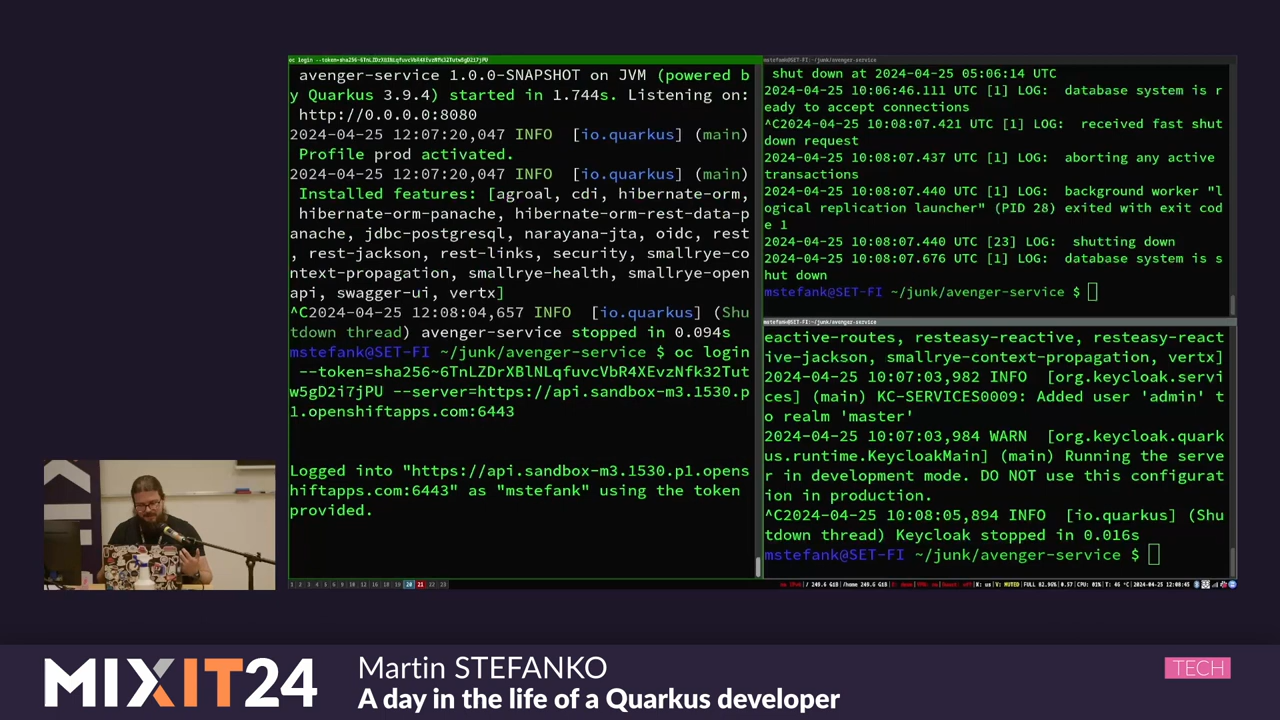 oc login --token=sha256~6TnLZDrXBlNLqfuvcVbR4XEvzNfk32Tutw5gD2i7jPU
avenger-service 1.0.0-SNAPSHOT on JVM (powered b
y Quarkus 3.9.4) started in 1.744s. Listening on:
http://0.0.0.0:8080
2024-04-25 12:07:20,047 INFO [io.quarkus] (main)
Profile prod activated.
2024-04-25 12:07:20,047 INFO [io.quarkus] (main)
Installed features: [agroal, cdi, hibernate-orm,
hibernate-orm-panache, hibernate-orm-rest-data-p
anache, jdbc-postgresql, narayana-jta, oidc, rest
, rest-jackson, rest-links, security, smallrye-co
ntext-propagation, smallrye-health, smallrye-open
api, swagger-ui, vertx]
^C2024-04-25 12:08:04,657 INFO [io.quarkus] (Shu
tdown thread) avenger-service stopped in 0.094s
mstefank@SET-FI ~/junk/avenger-service $ oc login
--token=sha256~6TnLZDrXBlNLqfuvcVbR4XEvzNfk32Tut
w5gD2i7jPU --server=https://api.sandbox-m3.1530.p
1.openshiftapps.com:6443
Logged into "https://api.sandbox-m3.1530.p1.opens
hiftapps.com:6443" as "mstefank" using the token
provided.
mstefank@SET-FI:~/junk/avenger-service
shut down at 2024-04-25 05:06:14 UTC
2024-04-25 10:06:46.111 UTC [1] LOG: database system is r
eady to accept connections
^C2024-04-25 10:08:07.421 UTC [1] LOG: received fast shut
down request
2024-04-25 10:08:07.437 UTC [1] LOG: aborting any active
transactions
2024-04-25 10:08:07.440 UTC [1] LOG: background worker "l
ogical replication launcher" (PID 28) exited with exit cod
e 1
2024-04-25 10:08:07.440 UTC [23] LOG: shutting down
2024-04-25 10:08:07.676 UTC [1] LOG: database system is s
hut down
mstefank@SET-FI ~/junk/avenger-service $
mstefank@SET-FI:~/junk/avenger-service
eactive-routes, resteasy-reactive, resteasy-react
ive-jackson, smallrye-context-propagation, vertx]
2024-04-25 10:07:03,982 INFO [org.keycloak.servi
ces] (main) KC-SERVICES0009: Added user 'admin' t
o realm 'master'
2024-04-25 10:07:03,984 WARN [org.keycloak.quark
us.runtime.KeycloakMain] (main) Running the serve
r in development mode. DO NOT use this configurat
ion in production.
^C2024-04-25 10:08:05,894 INFO [io.quarkus] (Shu
tdown thread) Keycloak stopped in 0.016s
mstefank@SET-FI ~/junk/avenger-service $
MIXIT24
Martin STEFANKO
A day in the life of a Quarkus developer
TECH